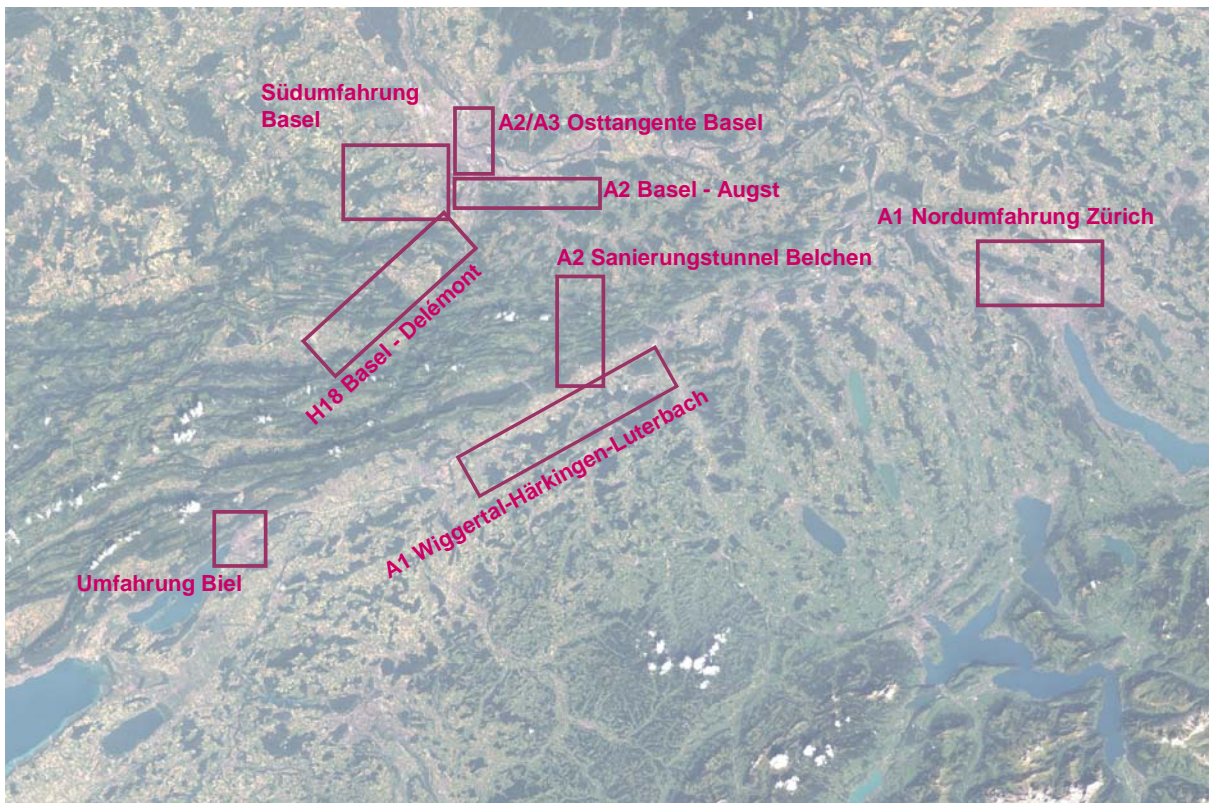 Südumfahrung
Basel
A2/A3 Osttangente Basel
A2 Basel - Augst
A1 Nordumfahrung Zürich
A2 Sanierungstunnel Belchen
H18 Basel - Delémont
A1 Wiggertal-Härkingen-Luterbach
Umfahrung Biel